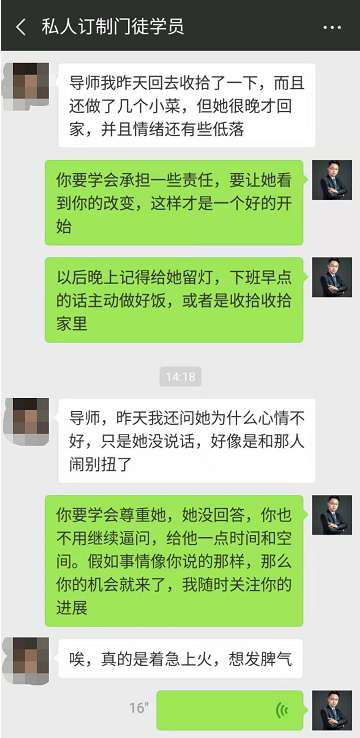 私人订制门徒学员
导师我昨天回去收拾了一下，而且
还做了几个小菜，但她很晚才回
家，并且情绪还有些低落
你要学会承担一些责任，要让她看
到你的改变，这样才是一个好的开
始
以后晚上记得给她留灯，下班早点
的话主动做好饭，或者是收拾收拾
家里
14:18
导师，昨天我还问她为什么心情不
好，只是她没说话，好像是和那人
闹别扭了
你要学会尊重她，她没回答，你也
不用继续逼问，给他一点时间和空
间。假如事情像你说的那样，那么
你的机会就来了，我随时关注你的
进展
唉，真的是着急上火，想发脾气
16"